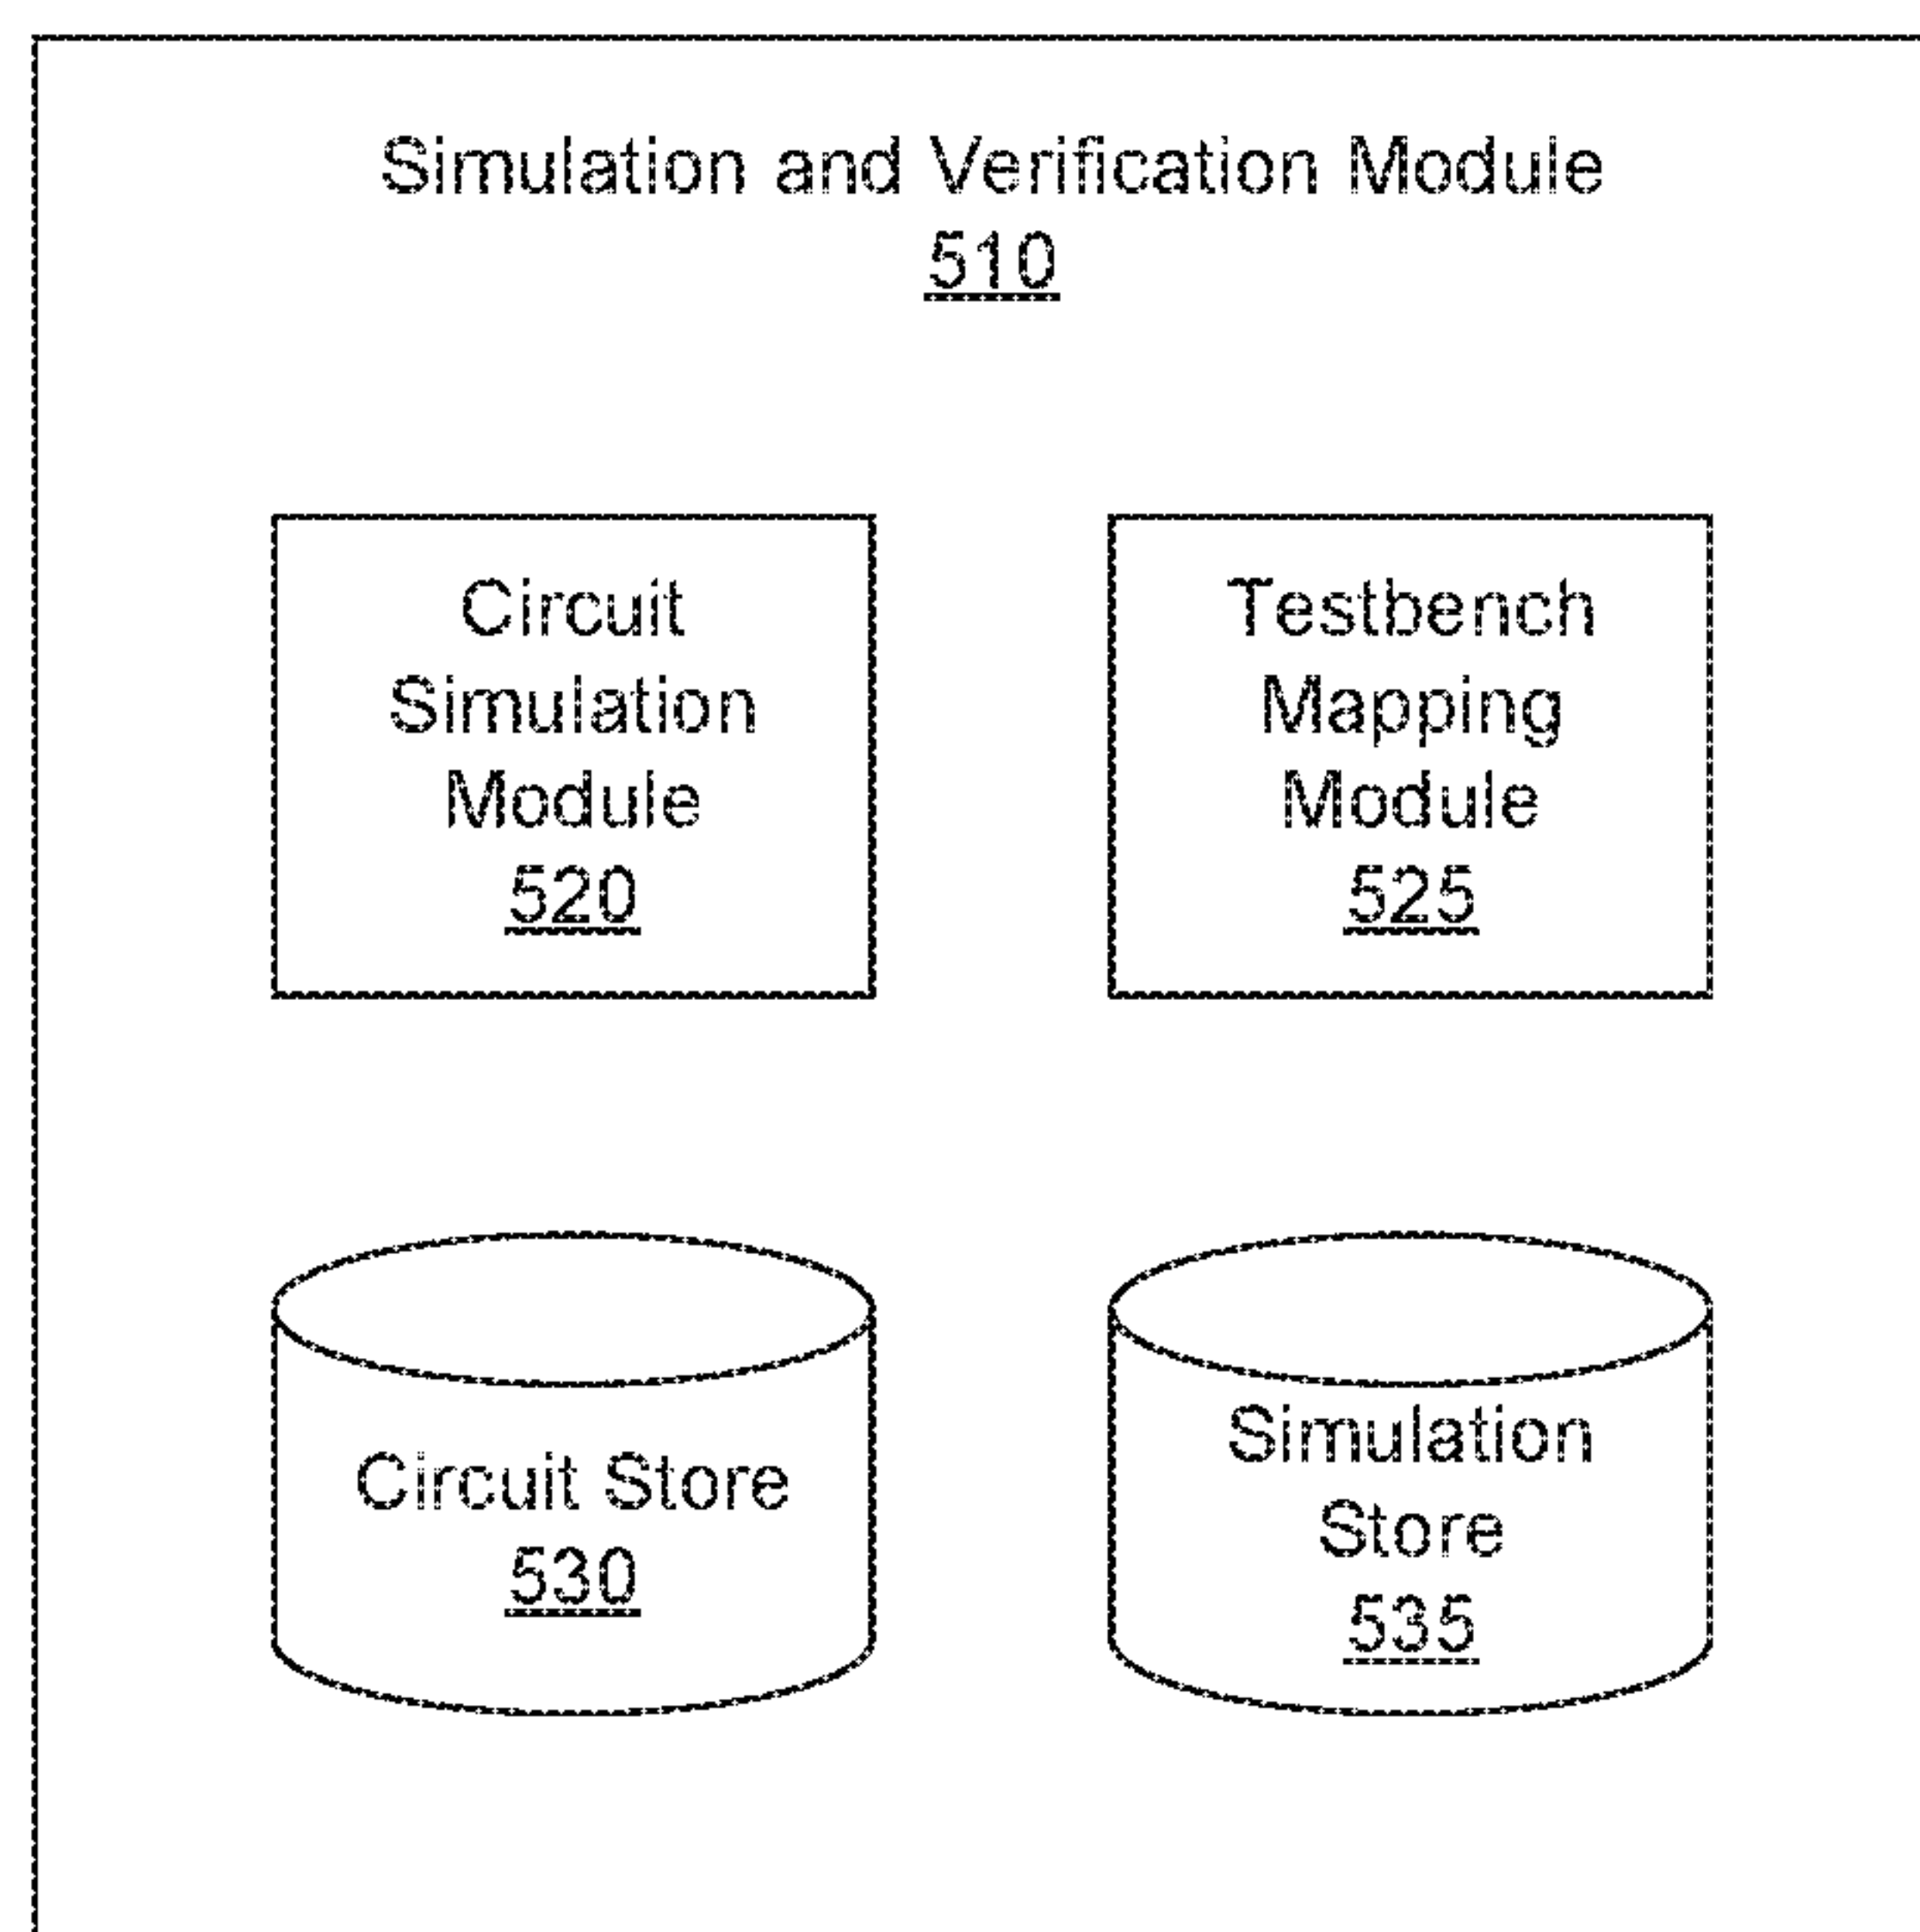 Simulation and Verification Module
510
Circuit
Simulation
Module
520
Testbench
Mapping
Module
525
Circuit Store
530
Simulation
Store
535